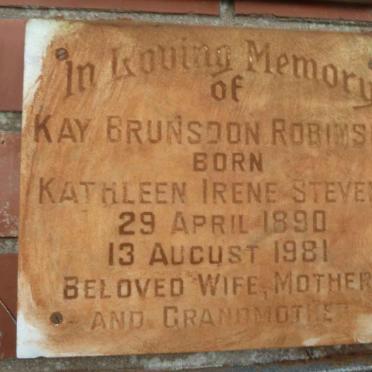 In Loving Memory
of
KAY BRUNSDON ROBINS
BORN
KATHLEEN IRENE STEVEN
29 APRIL 1890
13 AUGUST 1981
BELOVED WIFE, MOTHER
AND GRANDMOTHER